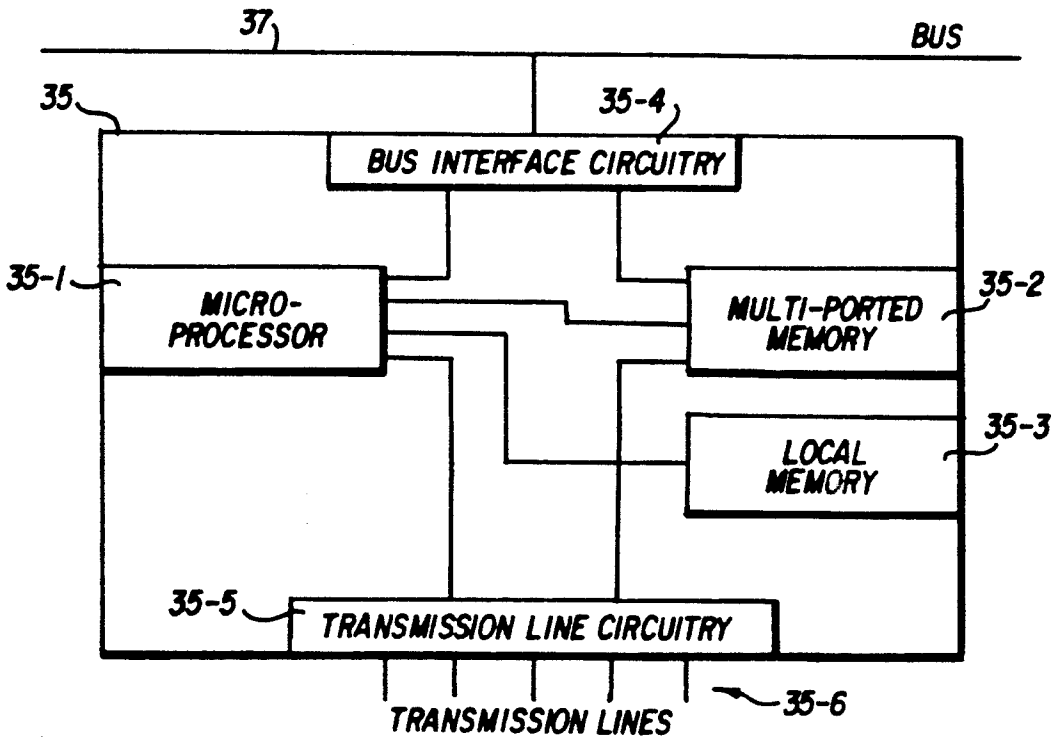 37
BUS
35
35-4
BUS INTERFACE CIRCUITRY
35-1
MICRO-
PROCESSOR
MULTI-PORTED
MEMORY
35-2
LOCAL
MEMORY
35-3
35-5
TRANSMISSION LINE CIRCUITRY
TRANSMISSION LINES
35-6